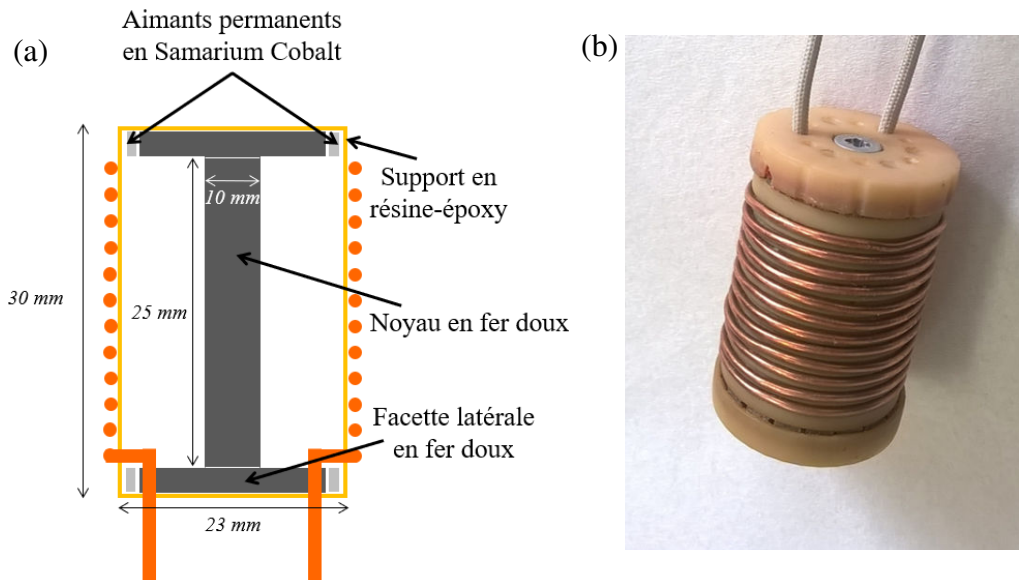 Aimants permanents
en Samarium Cobalt
(a)
(b)
Support en
résine-époxy
10 mm
30 mm
25 mm
Noyau en fer doux
Facette latérale
en fer doux
23 mm